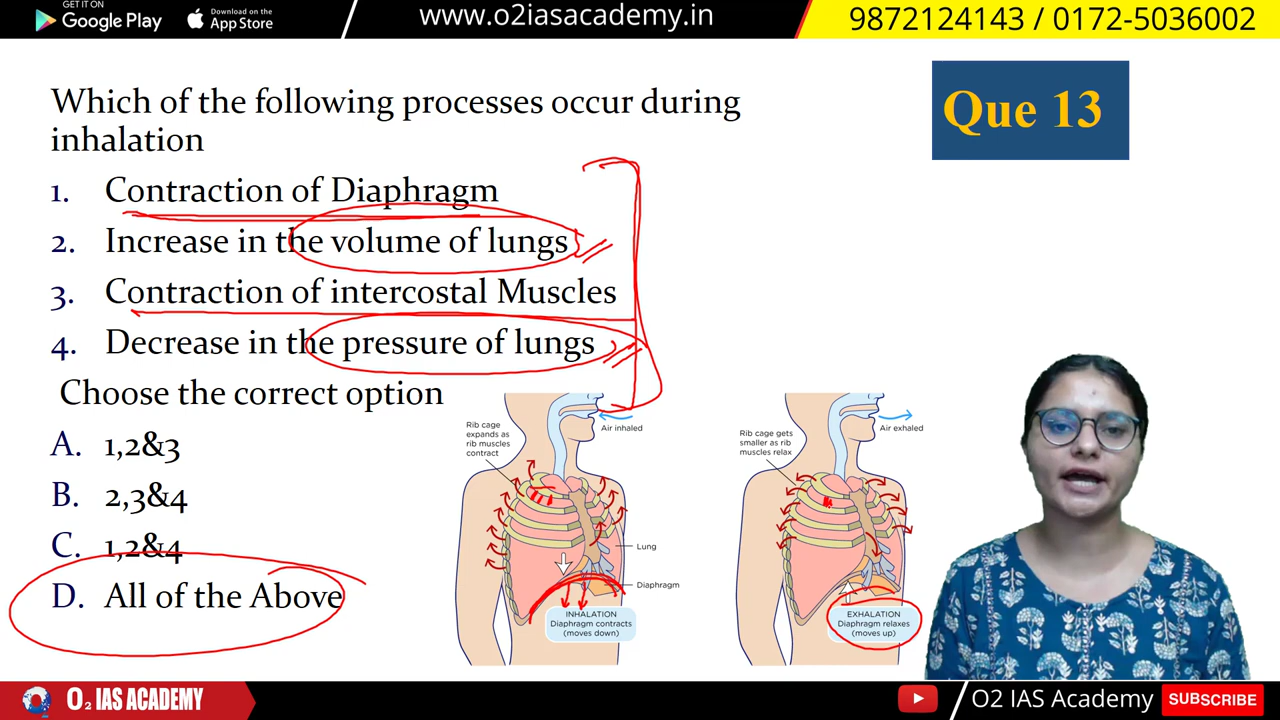 GET IT ON
Google Play
Download on the
App Store
www.o2iasacademy.in
9872124143 / 0172-5036002
Which of the following processes occur during
inhalation
1. Contraction of Diaphragm
2. Increase in the volume of lungs
3. Contraction of intercostal Muscles
4. Decrease in the pressure of lungs
Choose the correct option
A. 1,2&3
B. 2,3&4
C. 1,2&4
D. All of the Above
Que 13
Rib cage
expands as
rib muscles
contract
Air inhaled
Lung
Diaphragm
INHALATION
Diaphragm contracts
(moves down)
Rib cage gets
smaller as rib
muscles relax
Air exhaled
EXHALATION
Diaphragm relaxes
(moves up)
O2 IAS ACADEMY
O2 IAS Academy
SUBSCRIBE